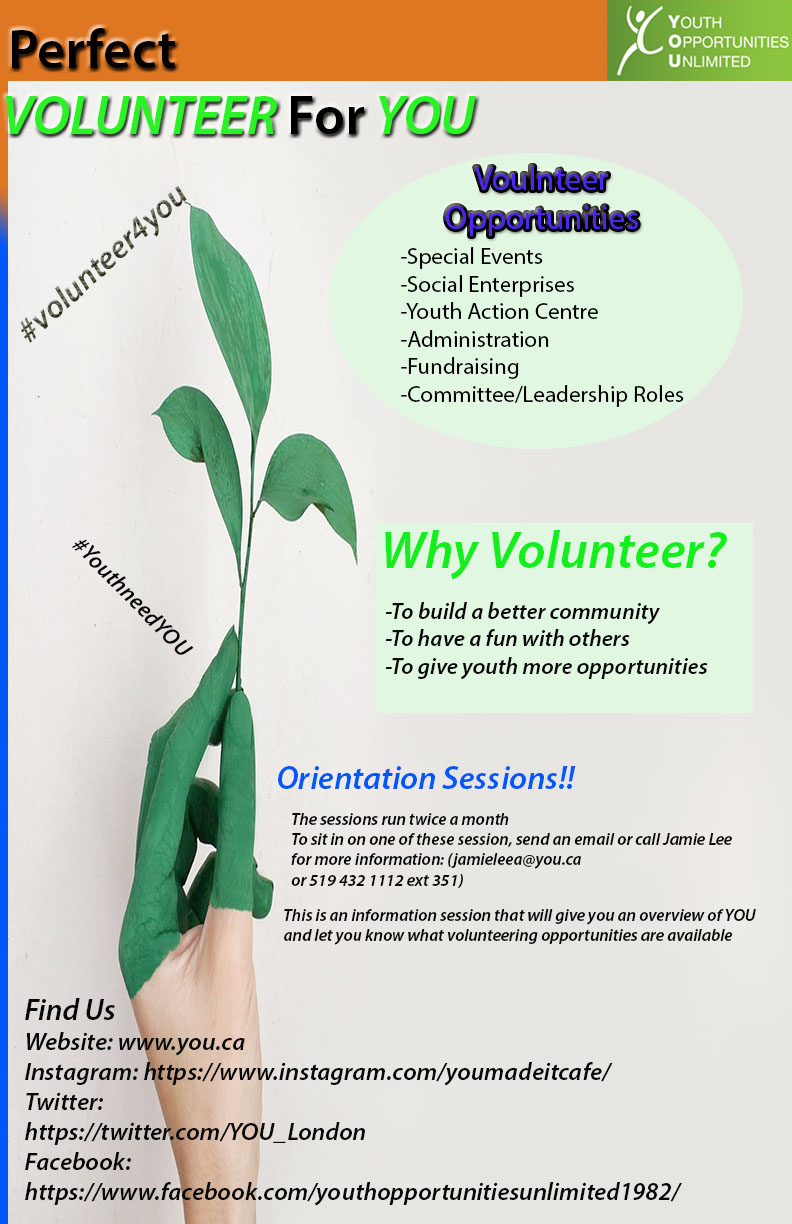 Perfect
YOUTH
OPPORTUNITIES
UNLIMITED
VOLUNTEER For YOU
#volunteer4you
Voulnteer
Opportunities
-Special Events
-Social Enterprises
-Youth Action Centre
-Administration
-Fundraising
-Committee/Leadership Roles
#YouthneedYOU
Why Volunteer?
-To build a better community
-To have a fun with others
-To give youth more opportunities
Orientation Sessions!!
The sessions run twice a month
To sit in on one of these session, send an email or call Jamie Lee
for more information: (jamieleea@you.ca
or 519 432 1112 ext 351)
This is an information session that will give you an overview of YOU
and let you know what volunteering opportunities are available
Find Us
Website: www.you.ca
Instagram: https://www.instagram.com/youmadeitcafe/
Twitter:
https://twitter.com/YOU_London
Facebook:
https://www.facebook.com/youthopportunitiesunlimited1982/